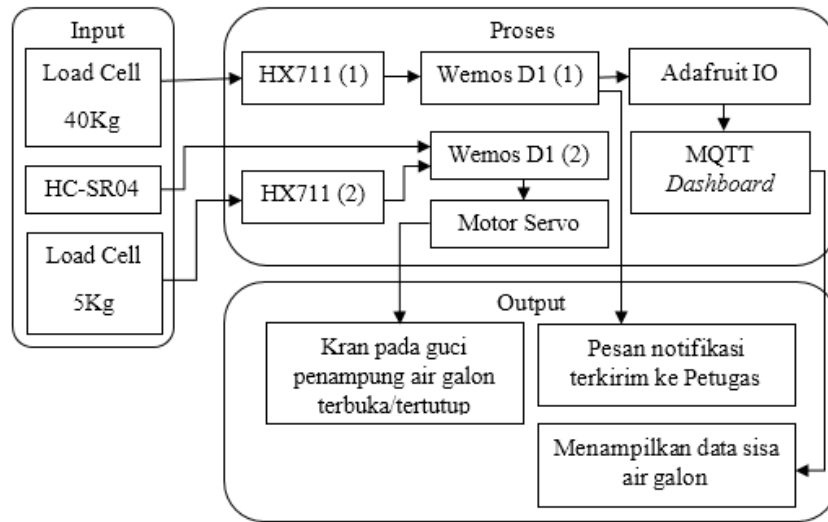 Input
Load Cell
40Kg
HC-SR04
Load Cell
5Kg
Proses
HX711 (1)
Wemos D1 (1)
Adafruit IO
Wemos D1 (2)
MQTT
Dashboard
HX711 (2)
Motor Servo
Output
Kran pada guci
penampung air galon
terbuka/tertutup
Pesan notifikasi
terkirim ke Petugas
Menampilkan data sisa
air galon